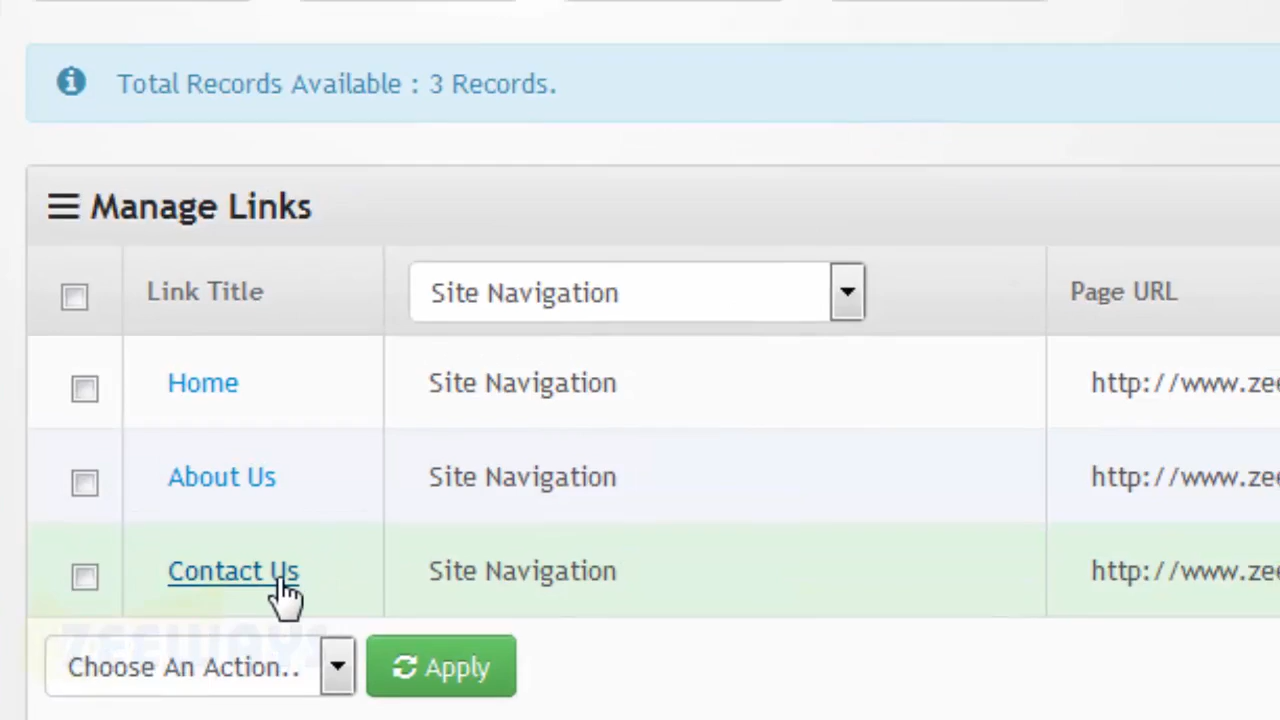 Total Records Available : 3 Records.
Manage Links
Link Title Site Navigation Page URL
Home Site Navigation http://www.zee
About Us Site Navigation http://www.zee
Contact Us Site Navigation http://www.zee
ZEEWAYS
Choose An Action.. Apply